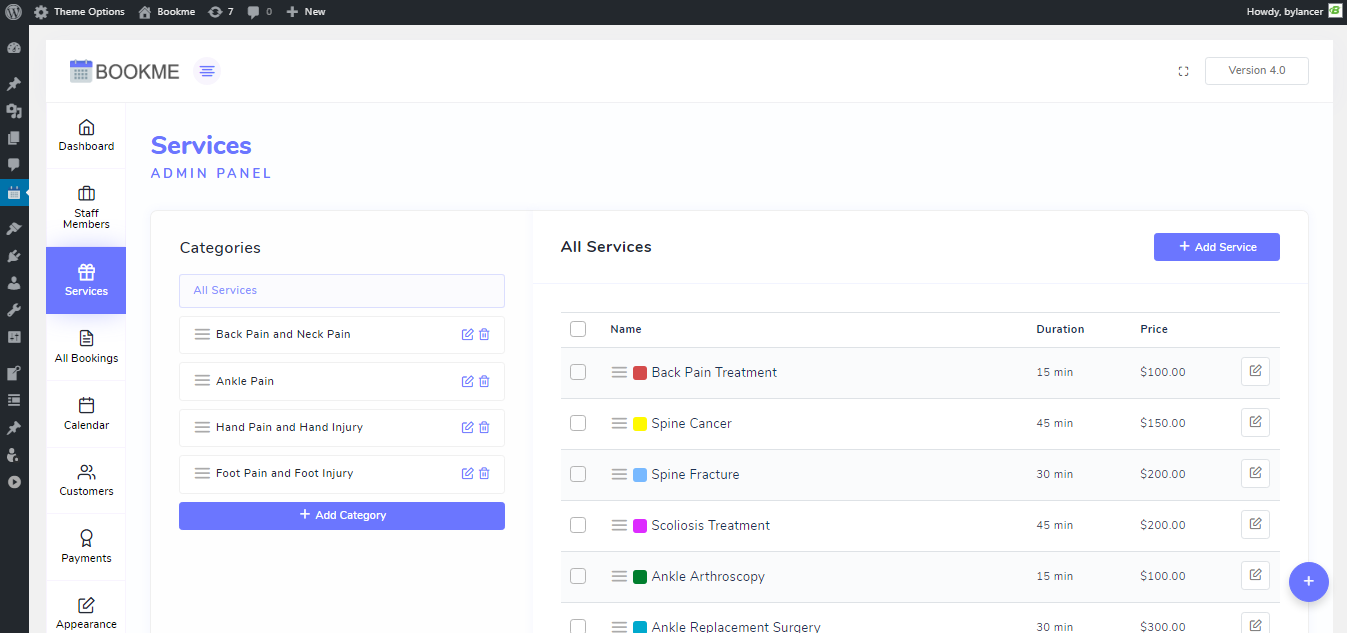 Theme Options
Bookme
7
0
New
Howdy, bylancer
BOOKME
Version 4.0
Dashboard
Staff
Members
Services
All Bookings
Calendar
Customers
Payments
Appearance
Services
ADMIN PANEL
Categories
All Services
Back Pain and Neck Pain
Ankle Pain
Hand Pain and Hand Injury
Foot Pain and Foot Injury
+ Add Category
All Services
+ Add Service
Name Duration Price
Back Pain Treatment 15 min $100.00
Spine Cancer 45 min $150.00
Spine Fracture 30 min $200.00
Scoliosis Treatment 45 min $200.00
Ankle Arthroscopy 15 min $100.00
Ankle Replacement Surgery 30 min $300.00
+